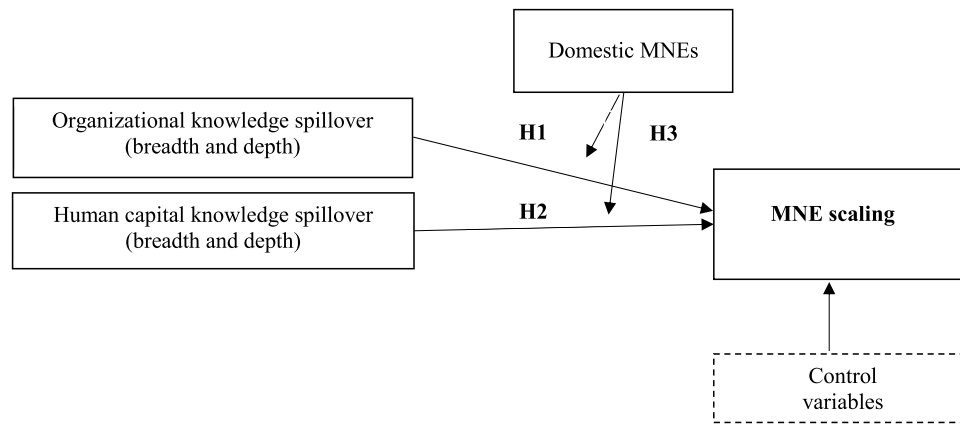 Domestic MNEs
Organizational knowledge spillover
(breadth and depth)
H1
H3
Human capital knowledge spillover
(breadth and depth)
H2
MNE scaling
Control
variables